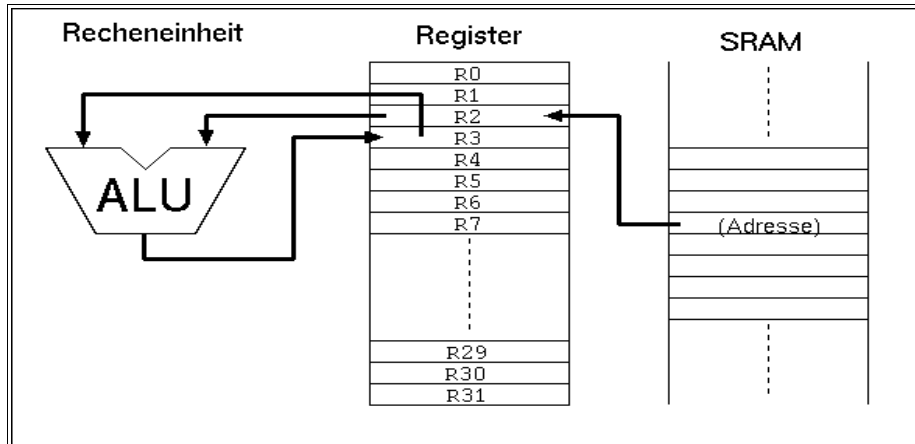 Recheneinheit
Register
SRAM
R0
R1
R2
R3
R4
R5
R6
R7
R29
R30
R31
ALU
(Adresse)